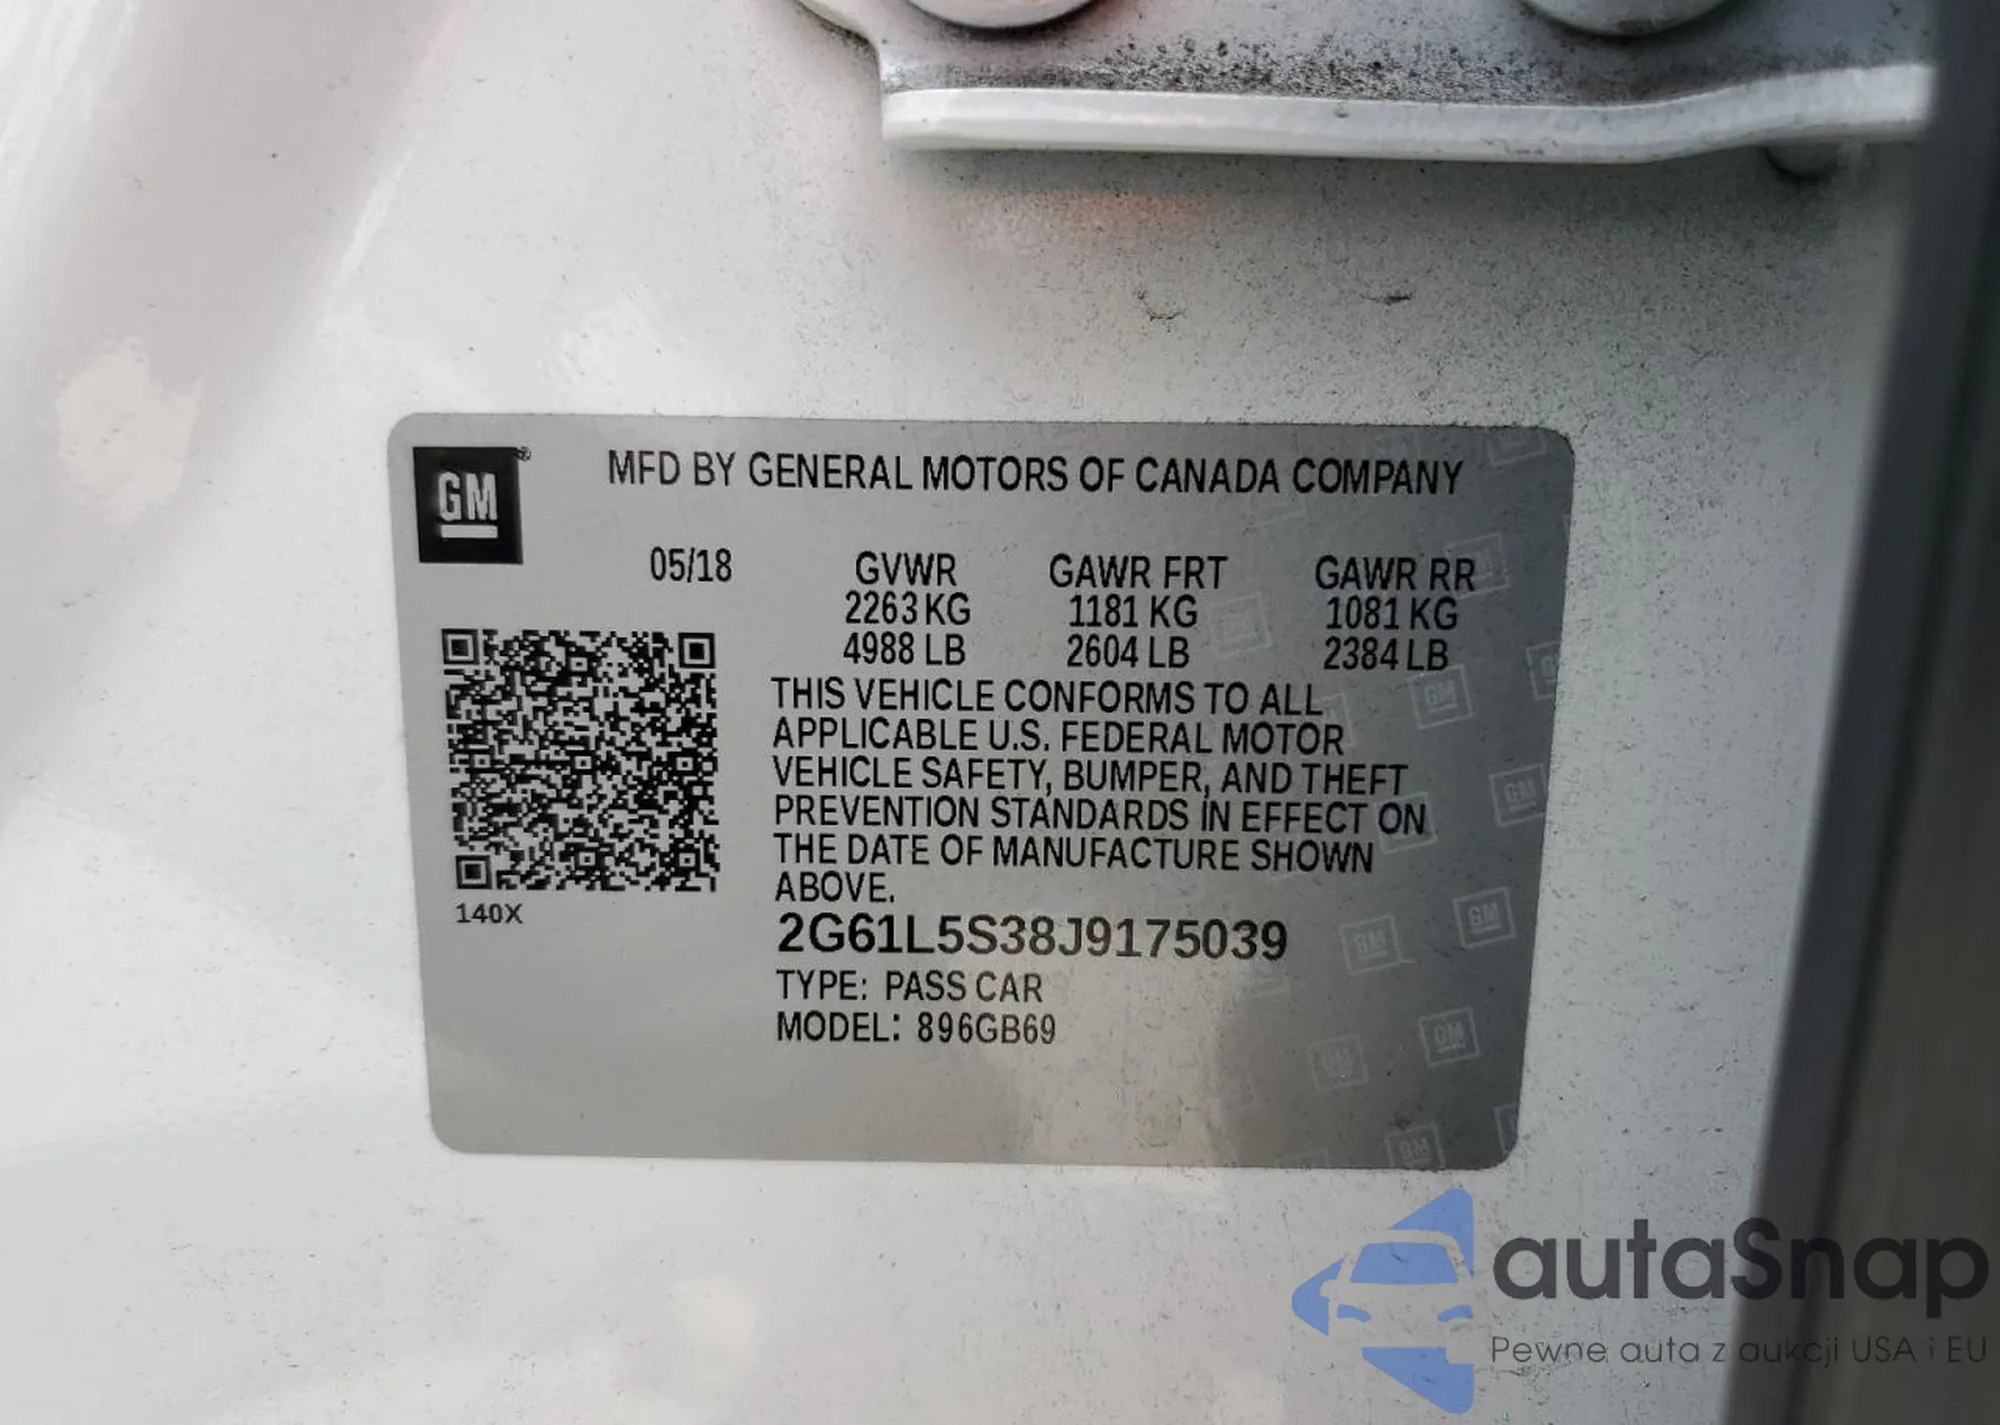 GM
MFD BY GENERAL MOTORS OF CANADA COMPANY
05/18 GVWR GAWR FRT GAWR RR
2263 KG 1181 KG 1081 KG
4988 LB 2604 LB 2384 LB
THIS VEHICLE CONFORMS TO ALL
APPLICABLE U.S. FEDERAL MOTOR
VEHICLE SAFETY, BUMPER, AND THEFT
PREVENTION STANDARDS IN EFFECT ON
THE DATE OF MANUFACTURE SHOWN
ABOVE.
140X
2G61L5S38J9175039
TYPE: PASS CAR
MODEL: 896GB69
autaSnap
Pewne auta z aukcji USA i EU